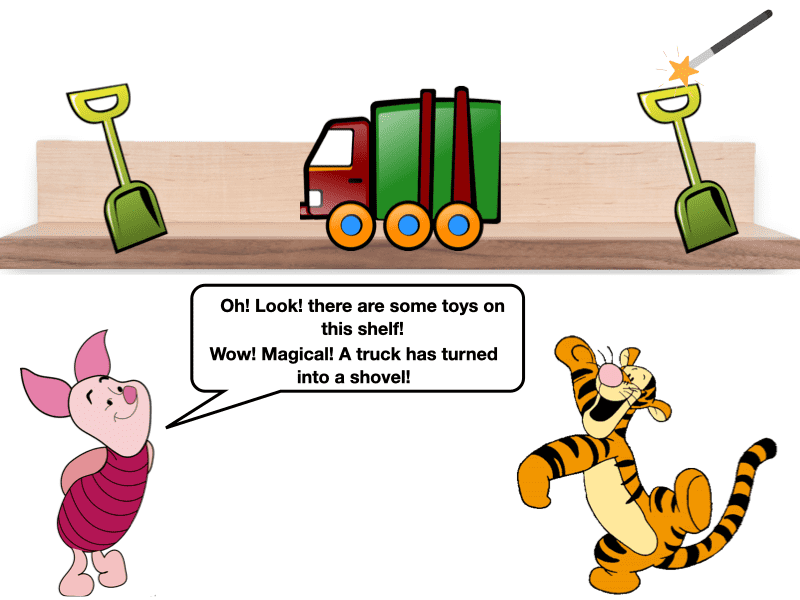 Oh! Look! there are some toys on
this shelf!
Wow! Magical! A truck has turned
into a shovel!